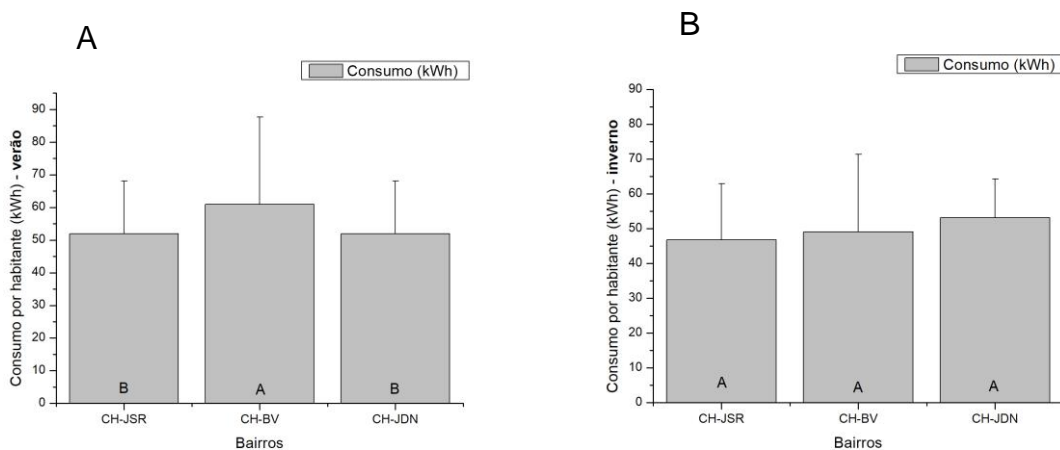 A
Consumo (kWh)
Consumo por habitante (kWh) - verão
90
80
70
60
50
40
30
20
10
0
B
A
B
CH-JSR
CH-BV
CH-JDN
Bairros
B
Consumo (kWh)
Consumo por habitante (kWh) - inverno
90
80
70
60
50
40
30
20
10
0
A
A
A
CH-JSR
CH-BV
CH-JDN
Bairros